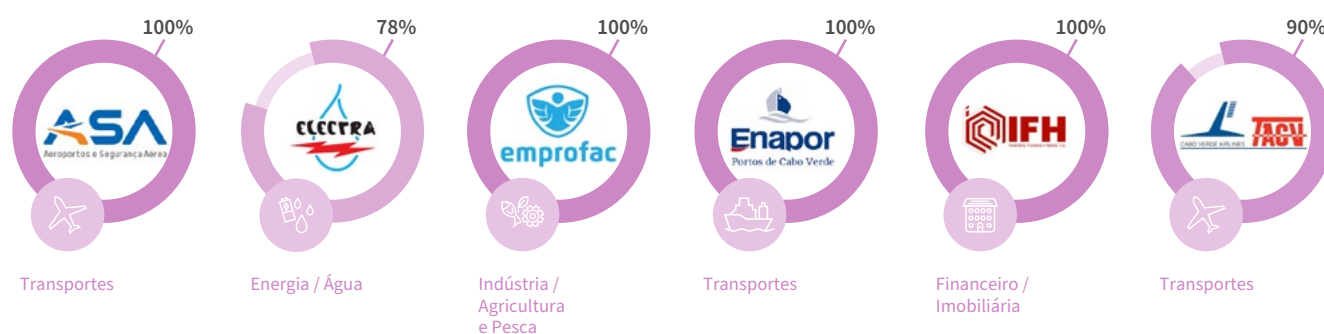 100%
78%
100%
100%
100%
90%
ASA
Aeroportos e Segurança Aérea
ELECTRA
emprofac
Enapor
Portos de Cabo Verde
IFH
CABO VERDE AIRLINES
TACV
Transportes
Energia / Água
Indústria /
Agricultura
e Pesca
Transportes
Financeiro /
Imobiliária
Transportes